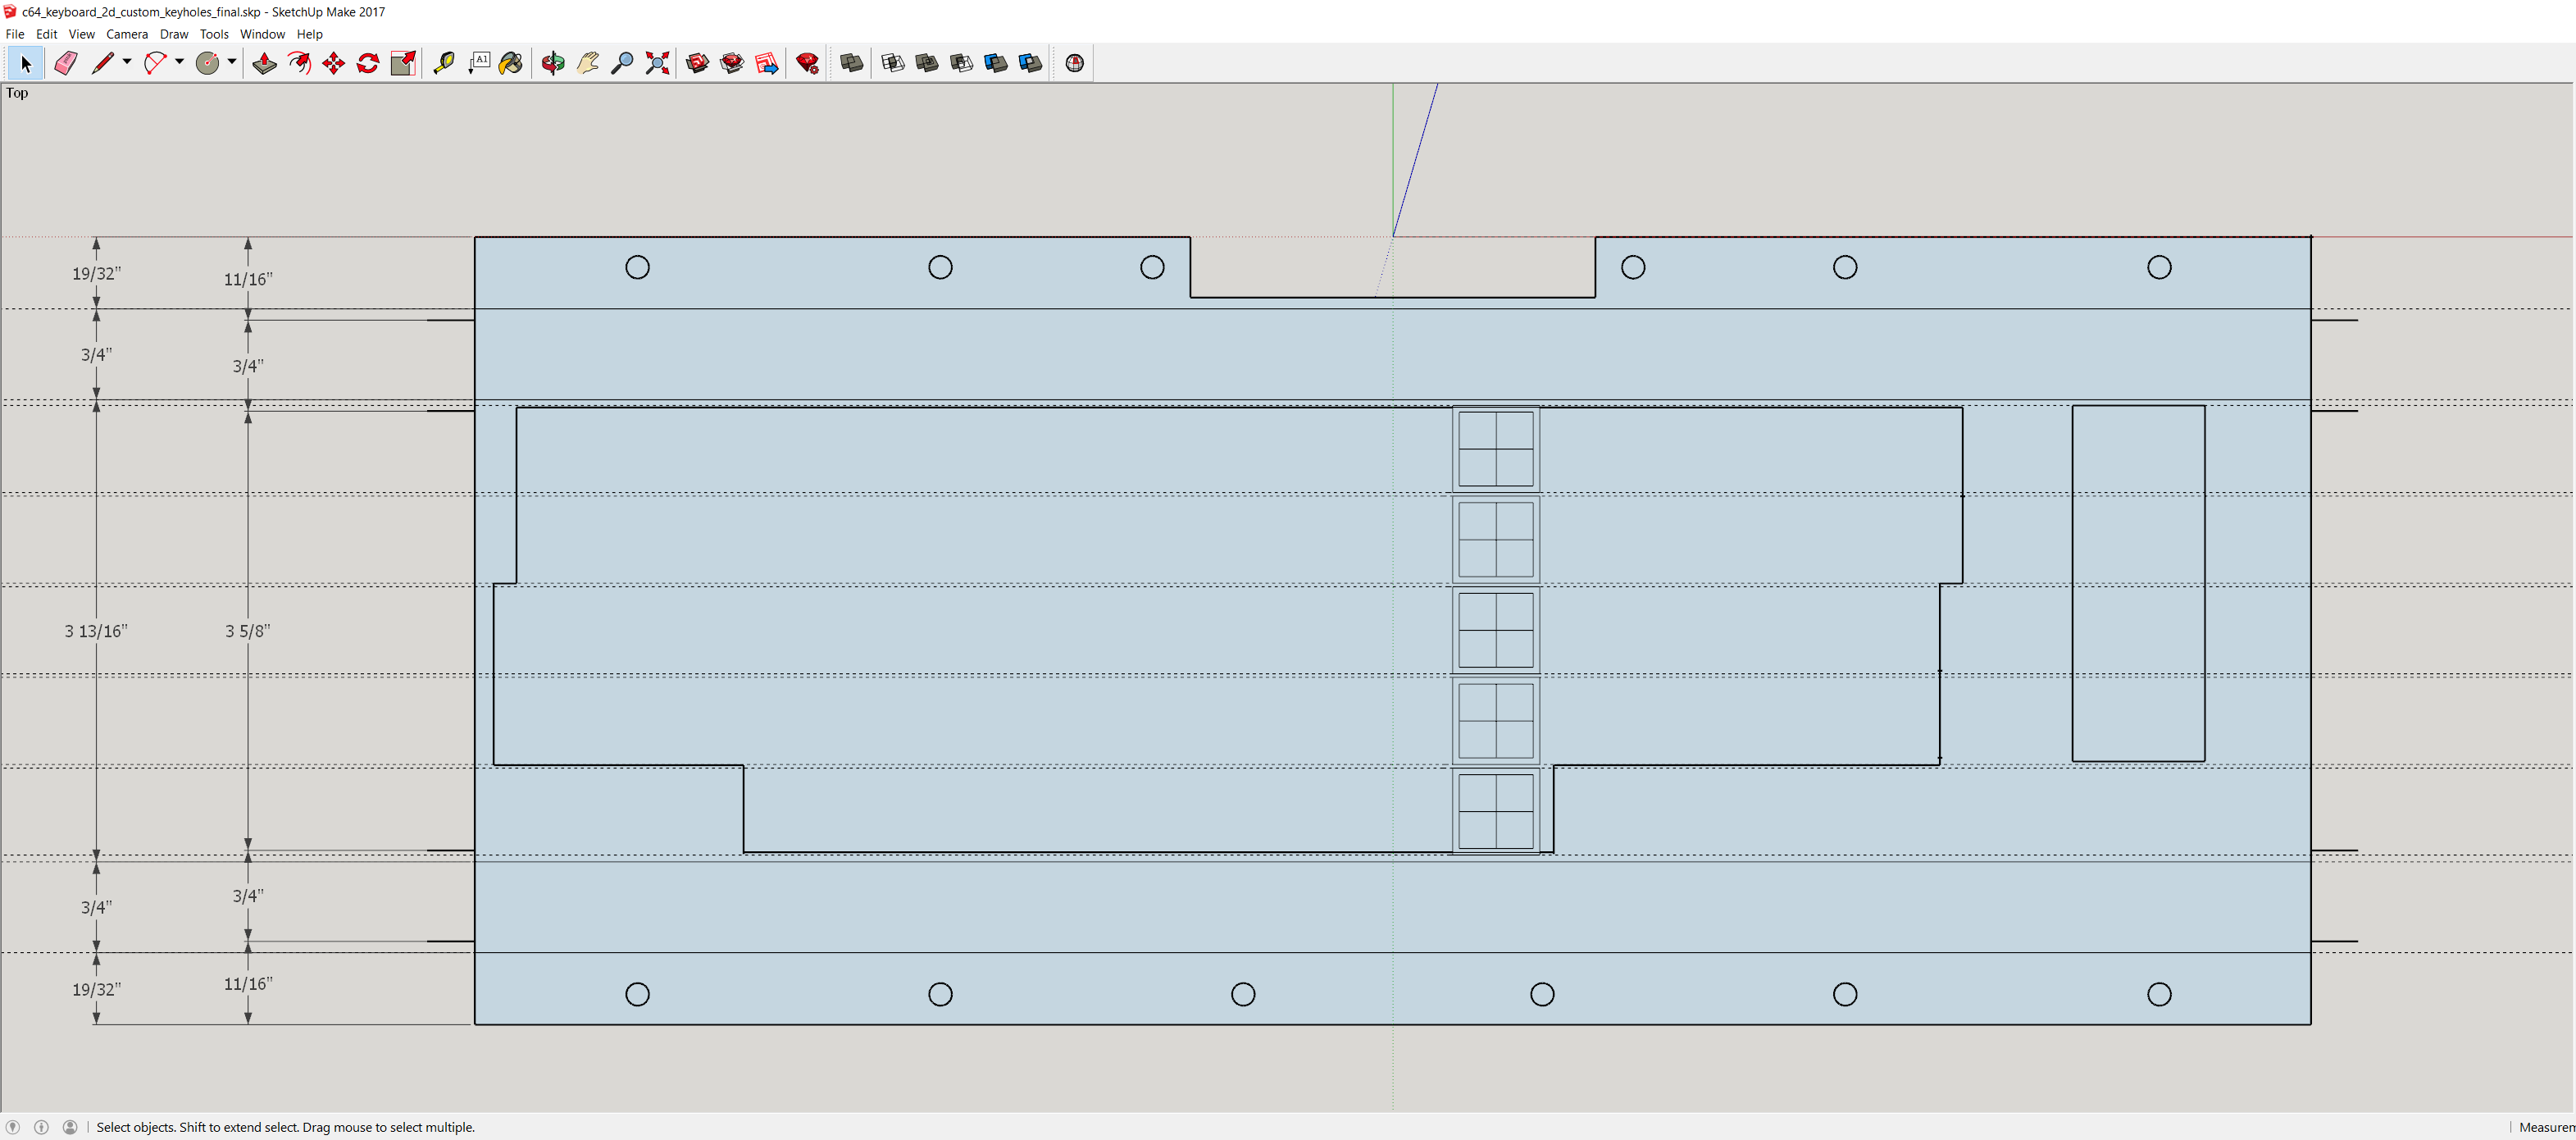 c64_keyboard_2d_custom_keyholes_final.skp - SketchUp Make 2017
File Edit View Camera Draw Tools Window Help
A1
Top
19/32"
11/16"
3/4"
3/4"
3 13/16"
3 5/8"
3/4"
3/4"
19/32"
11/16"
Select objects. Shift to extend select. Drag mouse to select multiple.
Measurem